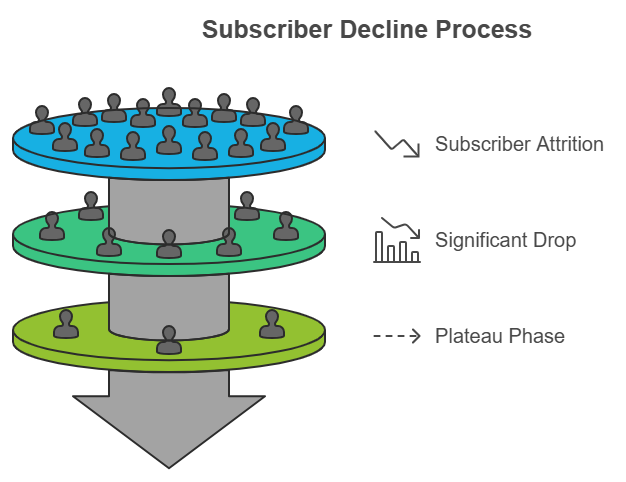 Subscriber Decline Process
Subscriber Attrition
Significant Drop
Plateau Phase